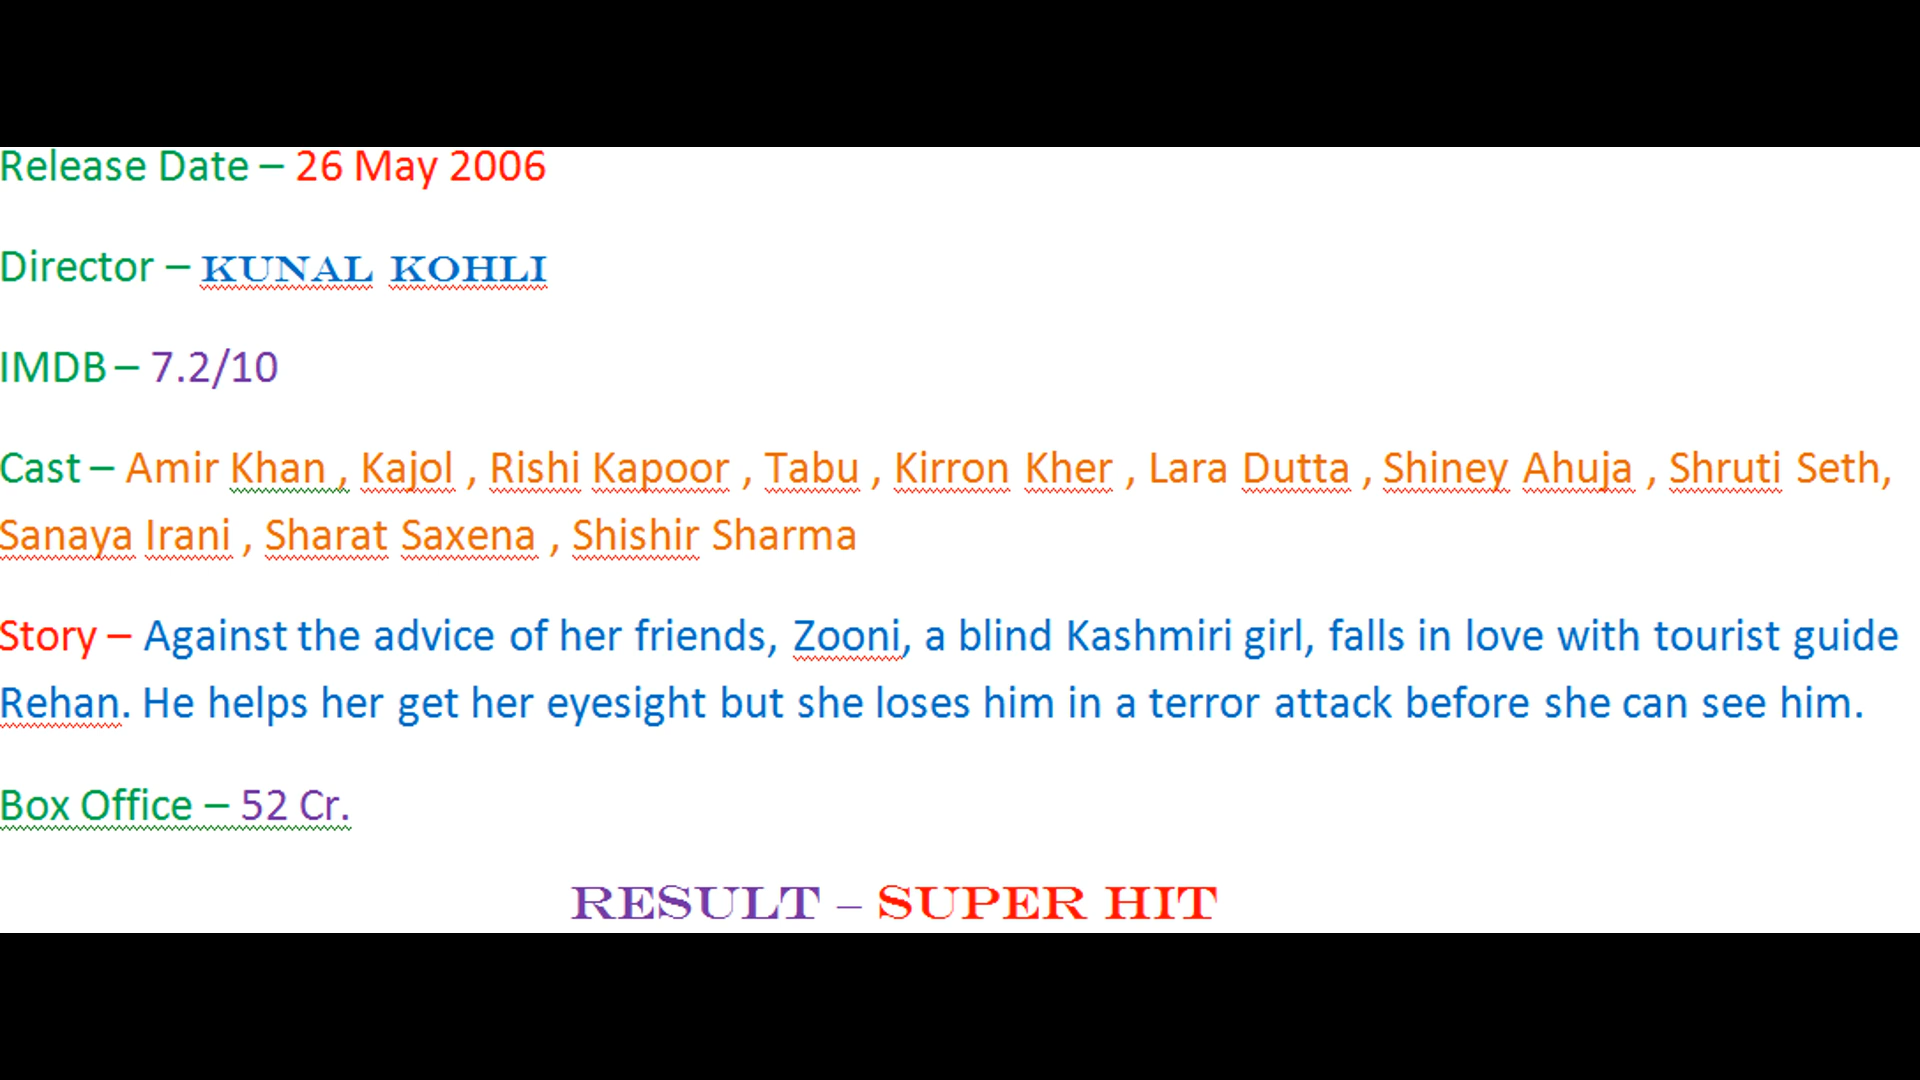 Release Date – 26 May 2006
Director – KUNAL KOHLI
IMDB – 7.2/10
Cast – Amir Khan , Kajol , Rishi Kapoor , Tabu , Kirron Kher , Lara Dutta , Shiney Ahuja , Shruti Seth,
Sanaya Irani , Sharat Saxena , Shishir Sharma
Story – Against the advice of her friends, Zooni, a blind Kashmiri girl, falls in love with tourist guide
Rehan. He helps her get her eyesight but she loses him in a terror attack before she can see him.
Box Office – 52 Cr.
RESULT – SUPER HIT